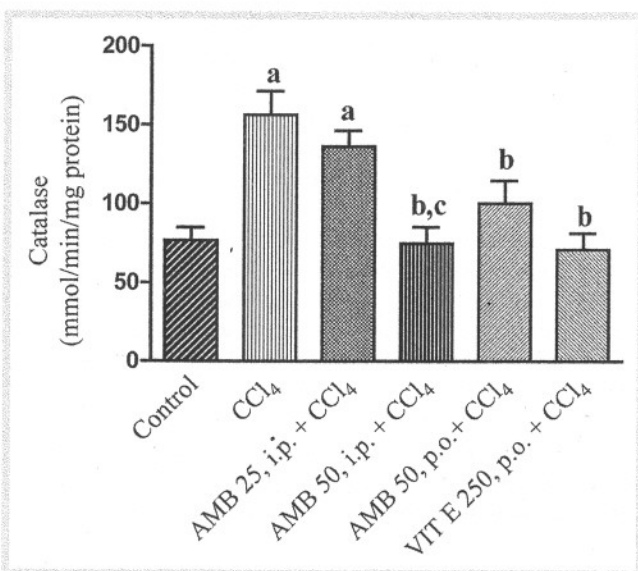 Catalase
(mmol/min/mg protein)
200
150
100
50
0
a
a
b,c
b
b
Control
CCl₄
AMB 25, i.p. + CCl₄
AMB 50, i.p. + CCl₄
AMB 50, p.o.+ CCl₄
VIT E 250, p.o. + CCl₄